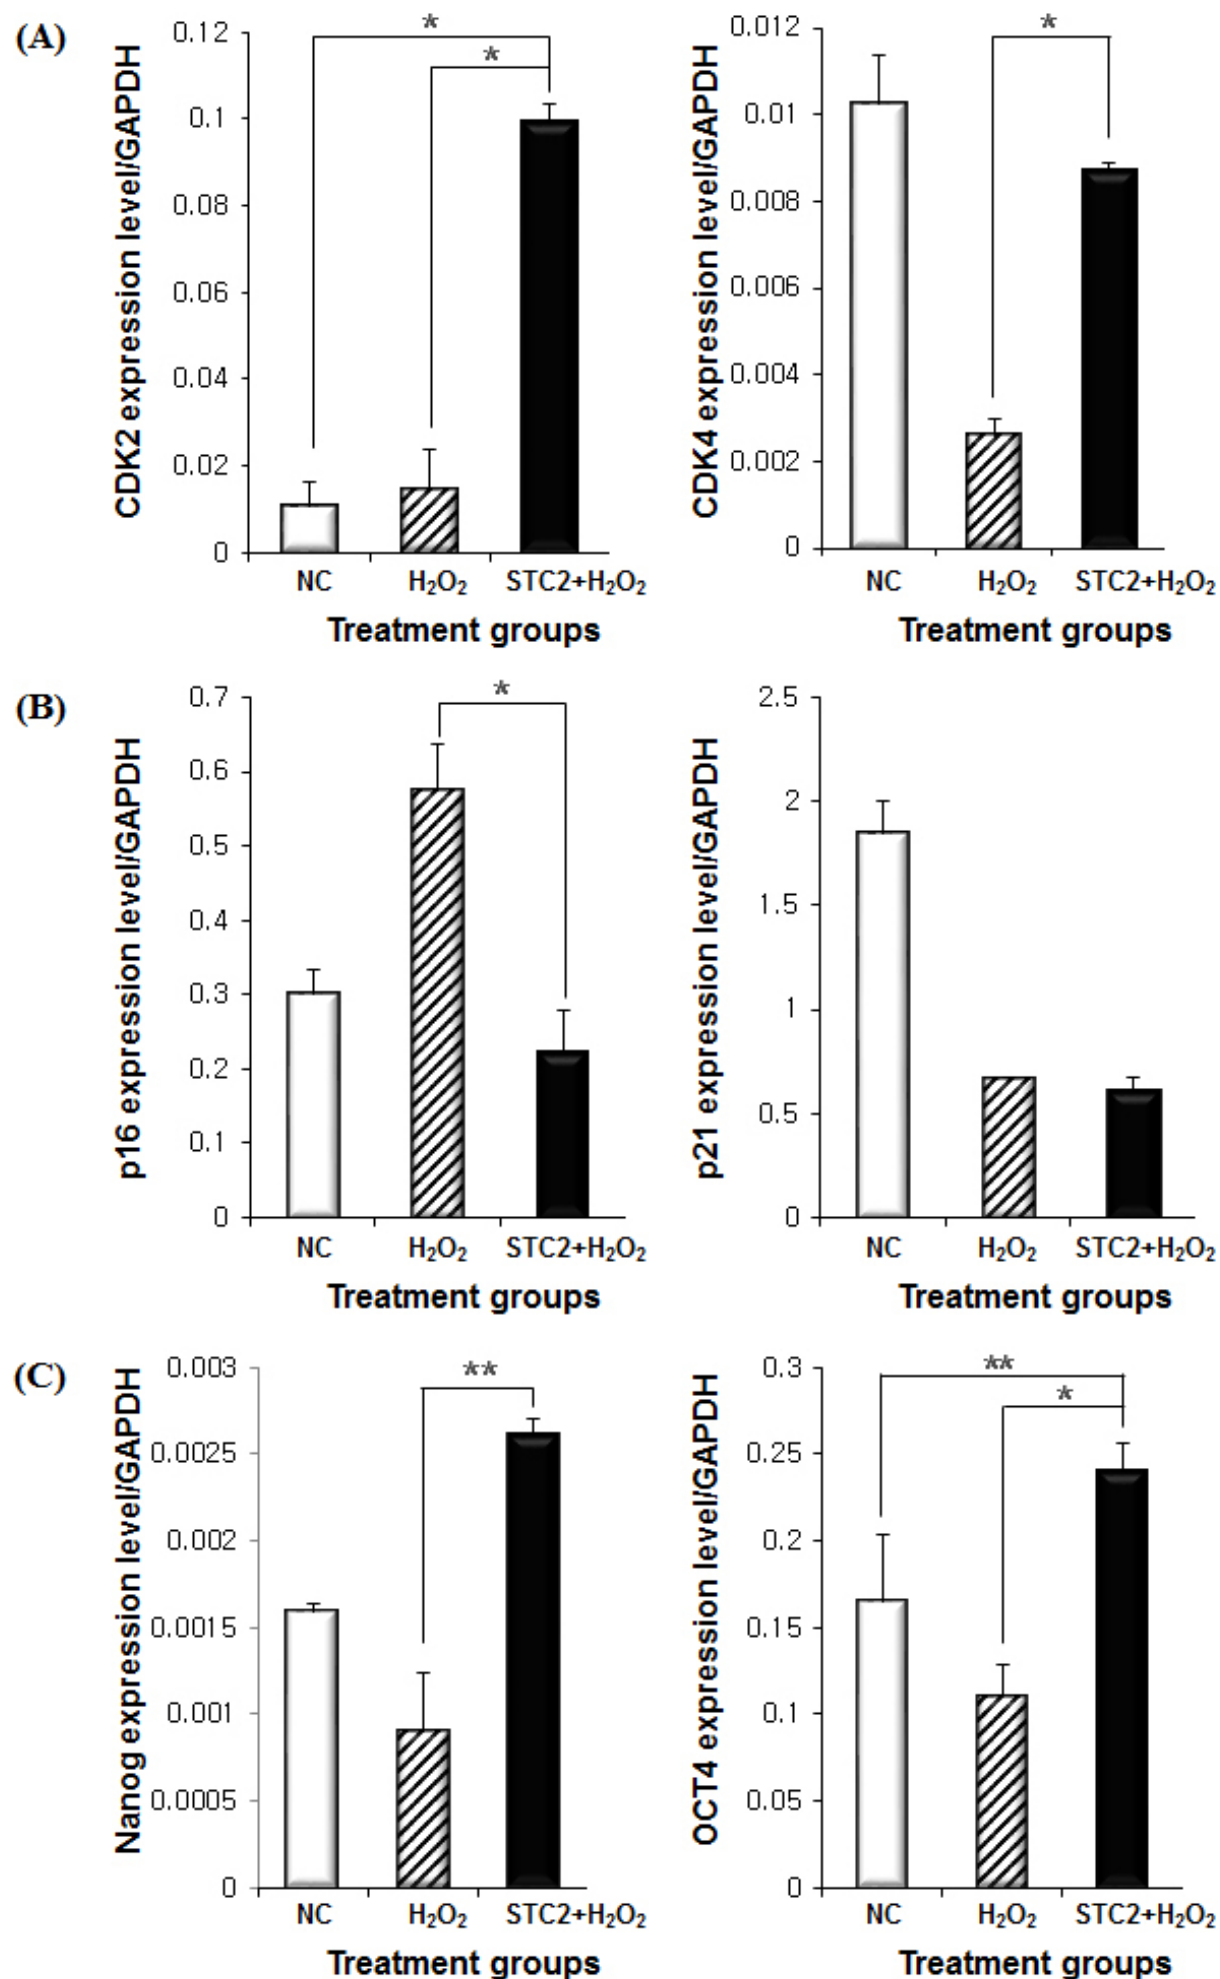 (A)
CDK2 expression level/GAPDH
0.12
0.1
0.08
0.06
0.04
0.02
0
*
*
NC H₂O₂ STC2+H₂O₂
Treatment groups
CDK4 expression level/GAPDH
0.012
0.01
0.008
0.006
0.004
0.002
0
*
NC H₂O₂ STC2+H₂O₂
Treatment groups
(B)
p16 expression level/GAPDH
0.7
0.6
0.5
0.4
0.3
0.2
0.1
0
*
NC H₂O₂ STC2+H₂O₂
Treatment groups
p21 expression level/GAPDH
2.5
2
1.5
1
0.5
0
NC H₂O₂ STC2+H₂O₂
Treatment groups
(C)
Nanog expression level/GAPDH
0.003
0.0025
0.002
0.0015
0.001
0.0005
0
**
NC H₂O₂ STC2+H₂O₂
Treatment groups
OCT4 expression level/GAPDH
0.3
0.25
0.2
0.15
0.1
0.05
0
**
*
NC H₂O₂ STC2+H₂O₂
Treatment groups